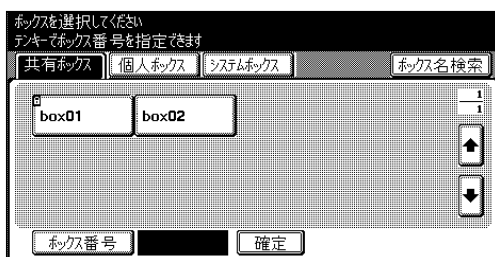 ボックスを選択してください
テンキーでボックス番号を指定できます
共有ボックス 個人ボックス システムボックス ボックス名検索
box01 box02
1
1
ボックス番号 確定